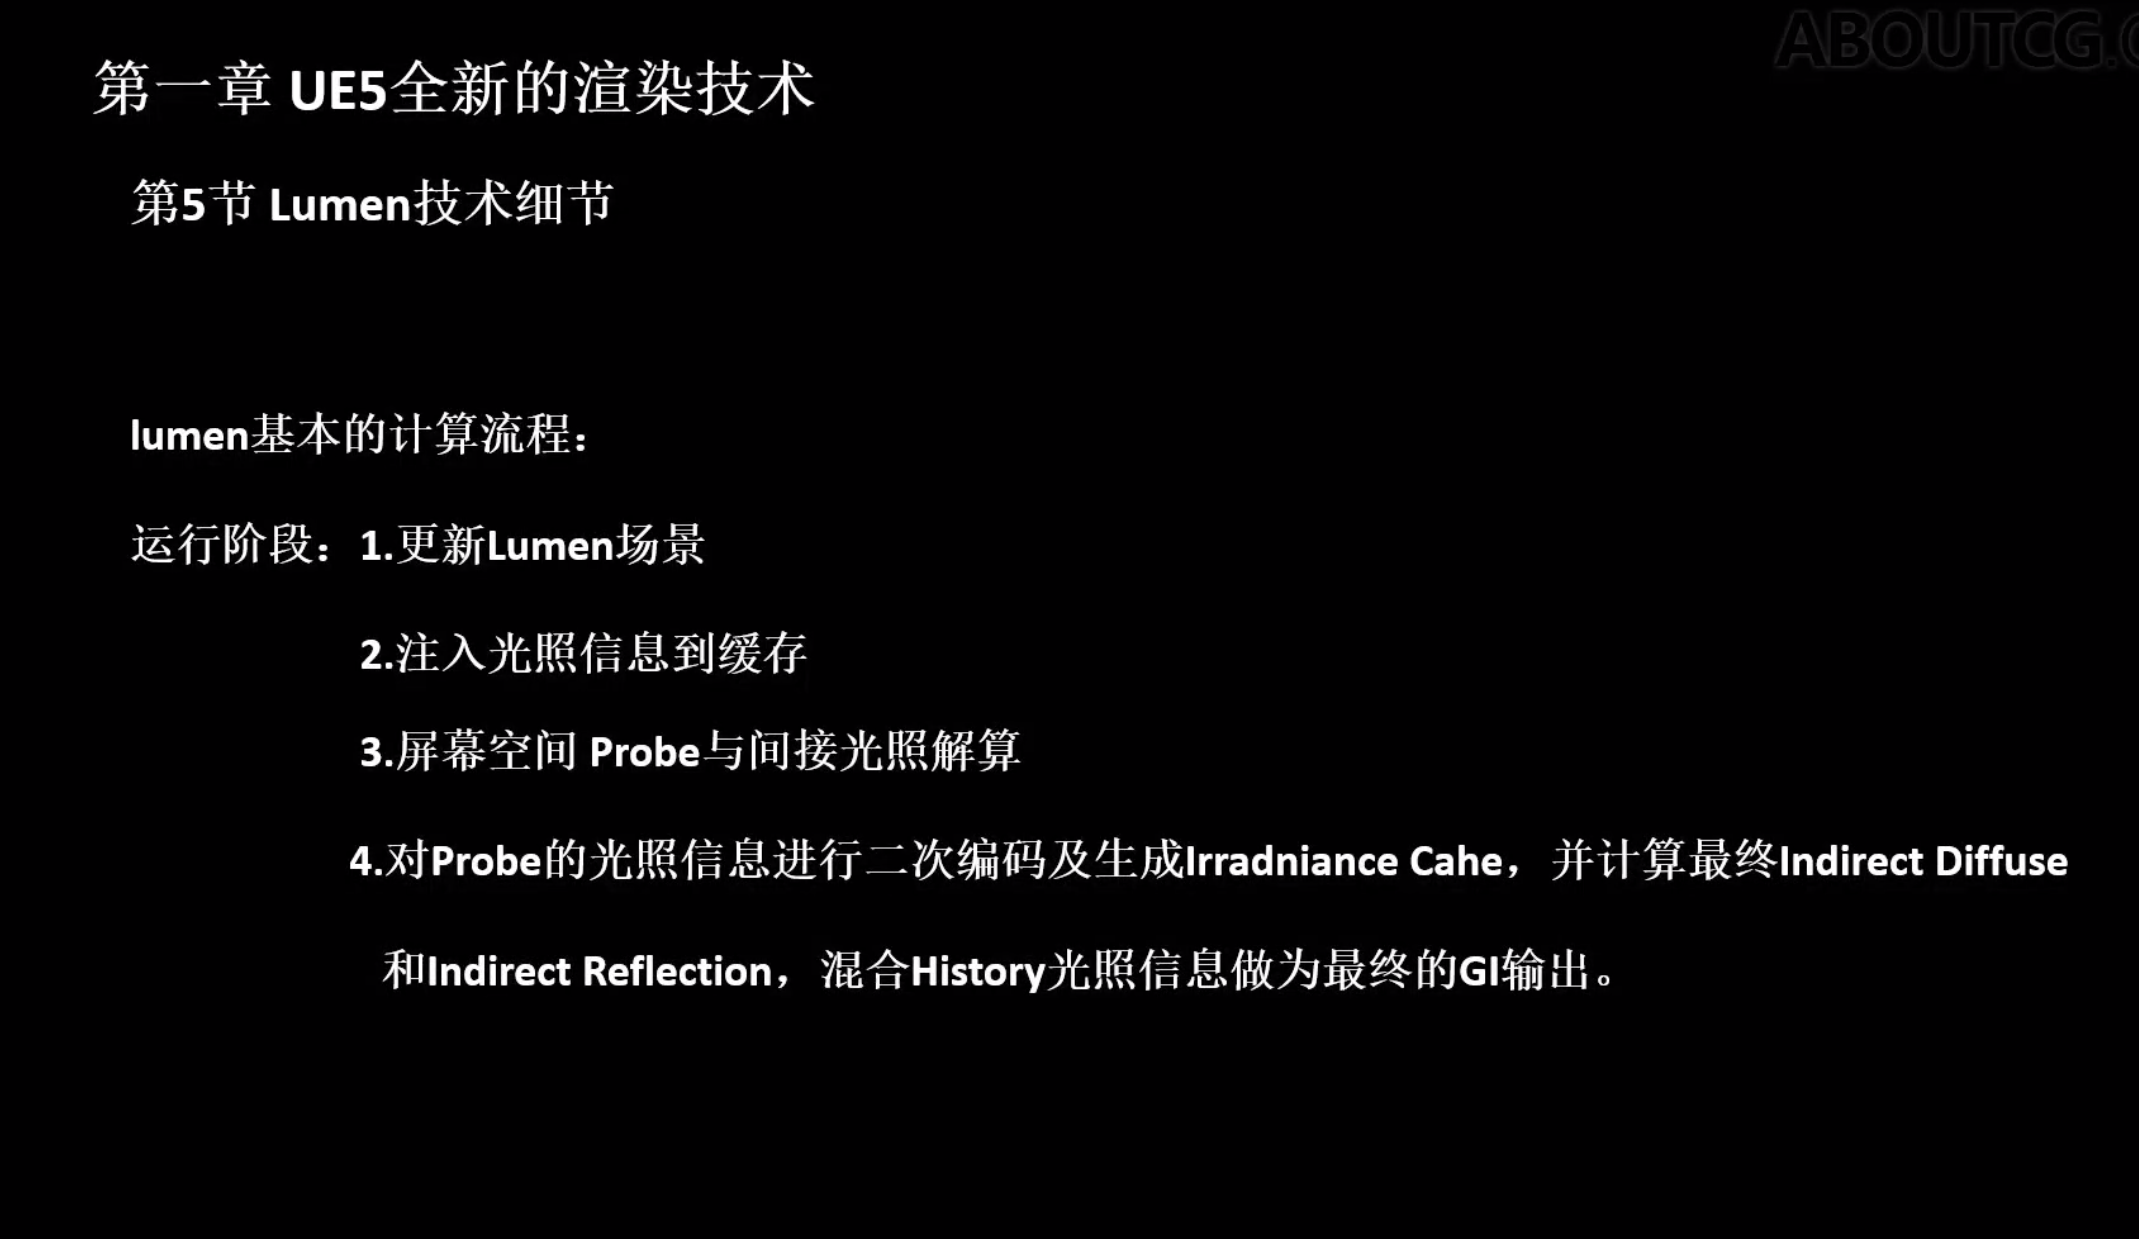 ABOUTCG.
第一章 UE5全新的渲染技术
第5节 Lumen技术细节
lumen基本的计算流程：
运行阶段：1.更新Lumen场景
2.注入光照信息到缓存
3.屏幕空间 Probe与间接光照解算
4.对Probe的光照信息进行二次编码及生成Irradniance Cahe，并计算最终Indirect Diffuse
和Indirect Reflection，混合History光照信息做为最终的GI输出。